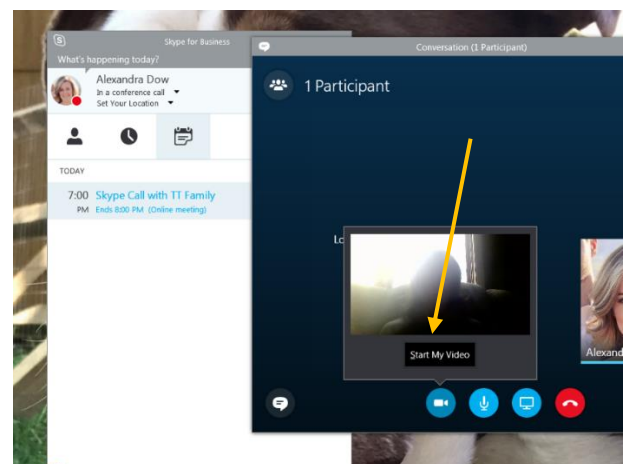 Skype for Business
What's happening today?
Alexandra Dow
In a conference call
Set Your Location
TODAY
7:00 Skype Call with TT Family
PM Ends 8:00 PM (Online meeting)
Conversation (1 Participant)
1 Participant
Lo
Start My Video
Alexand